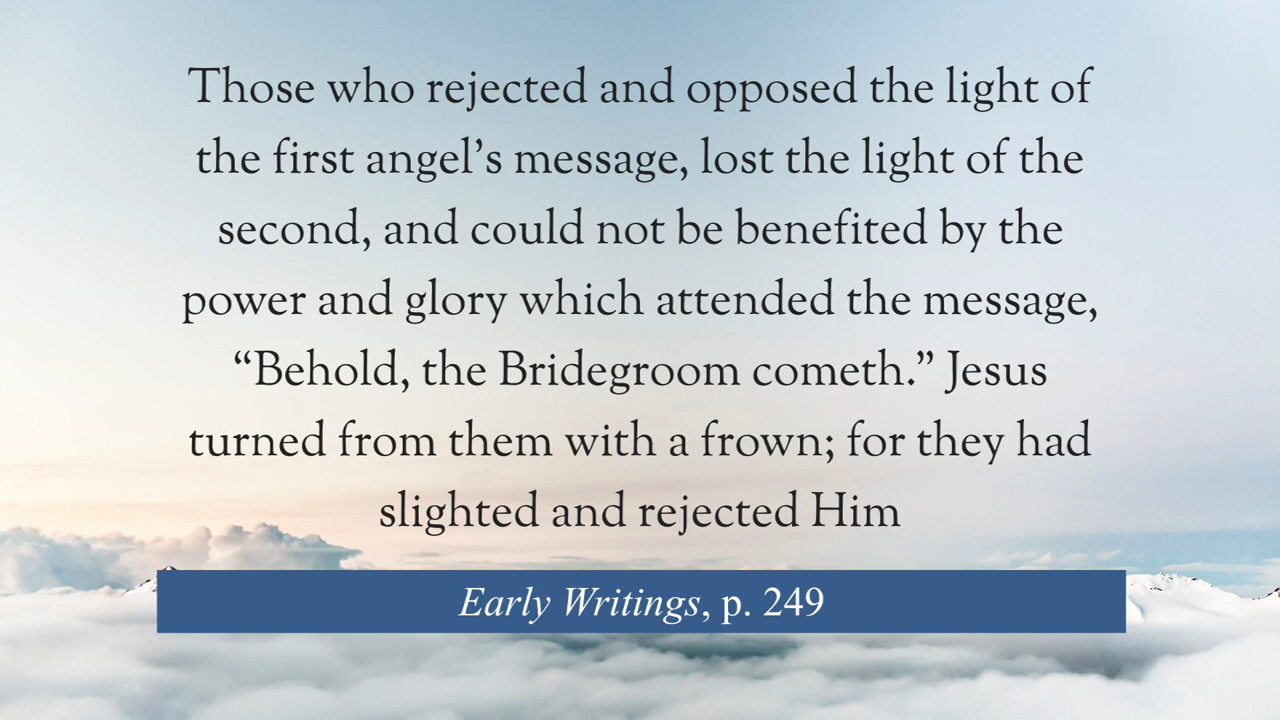 Those who rejected and opposed the light of
the first angel’s message, lost the light of the
second, and could not be benefited by the
power and glory which attended the message,
“Behold, the Bridegroom cometh.” Jesus
turned from them with a frown; for they had
slighted and rejected Him
Early Writings, p. 249